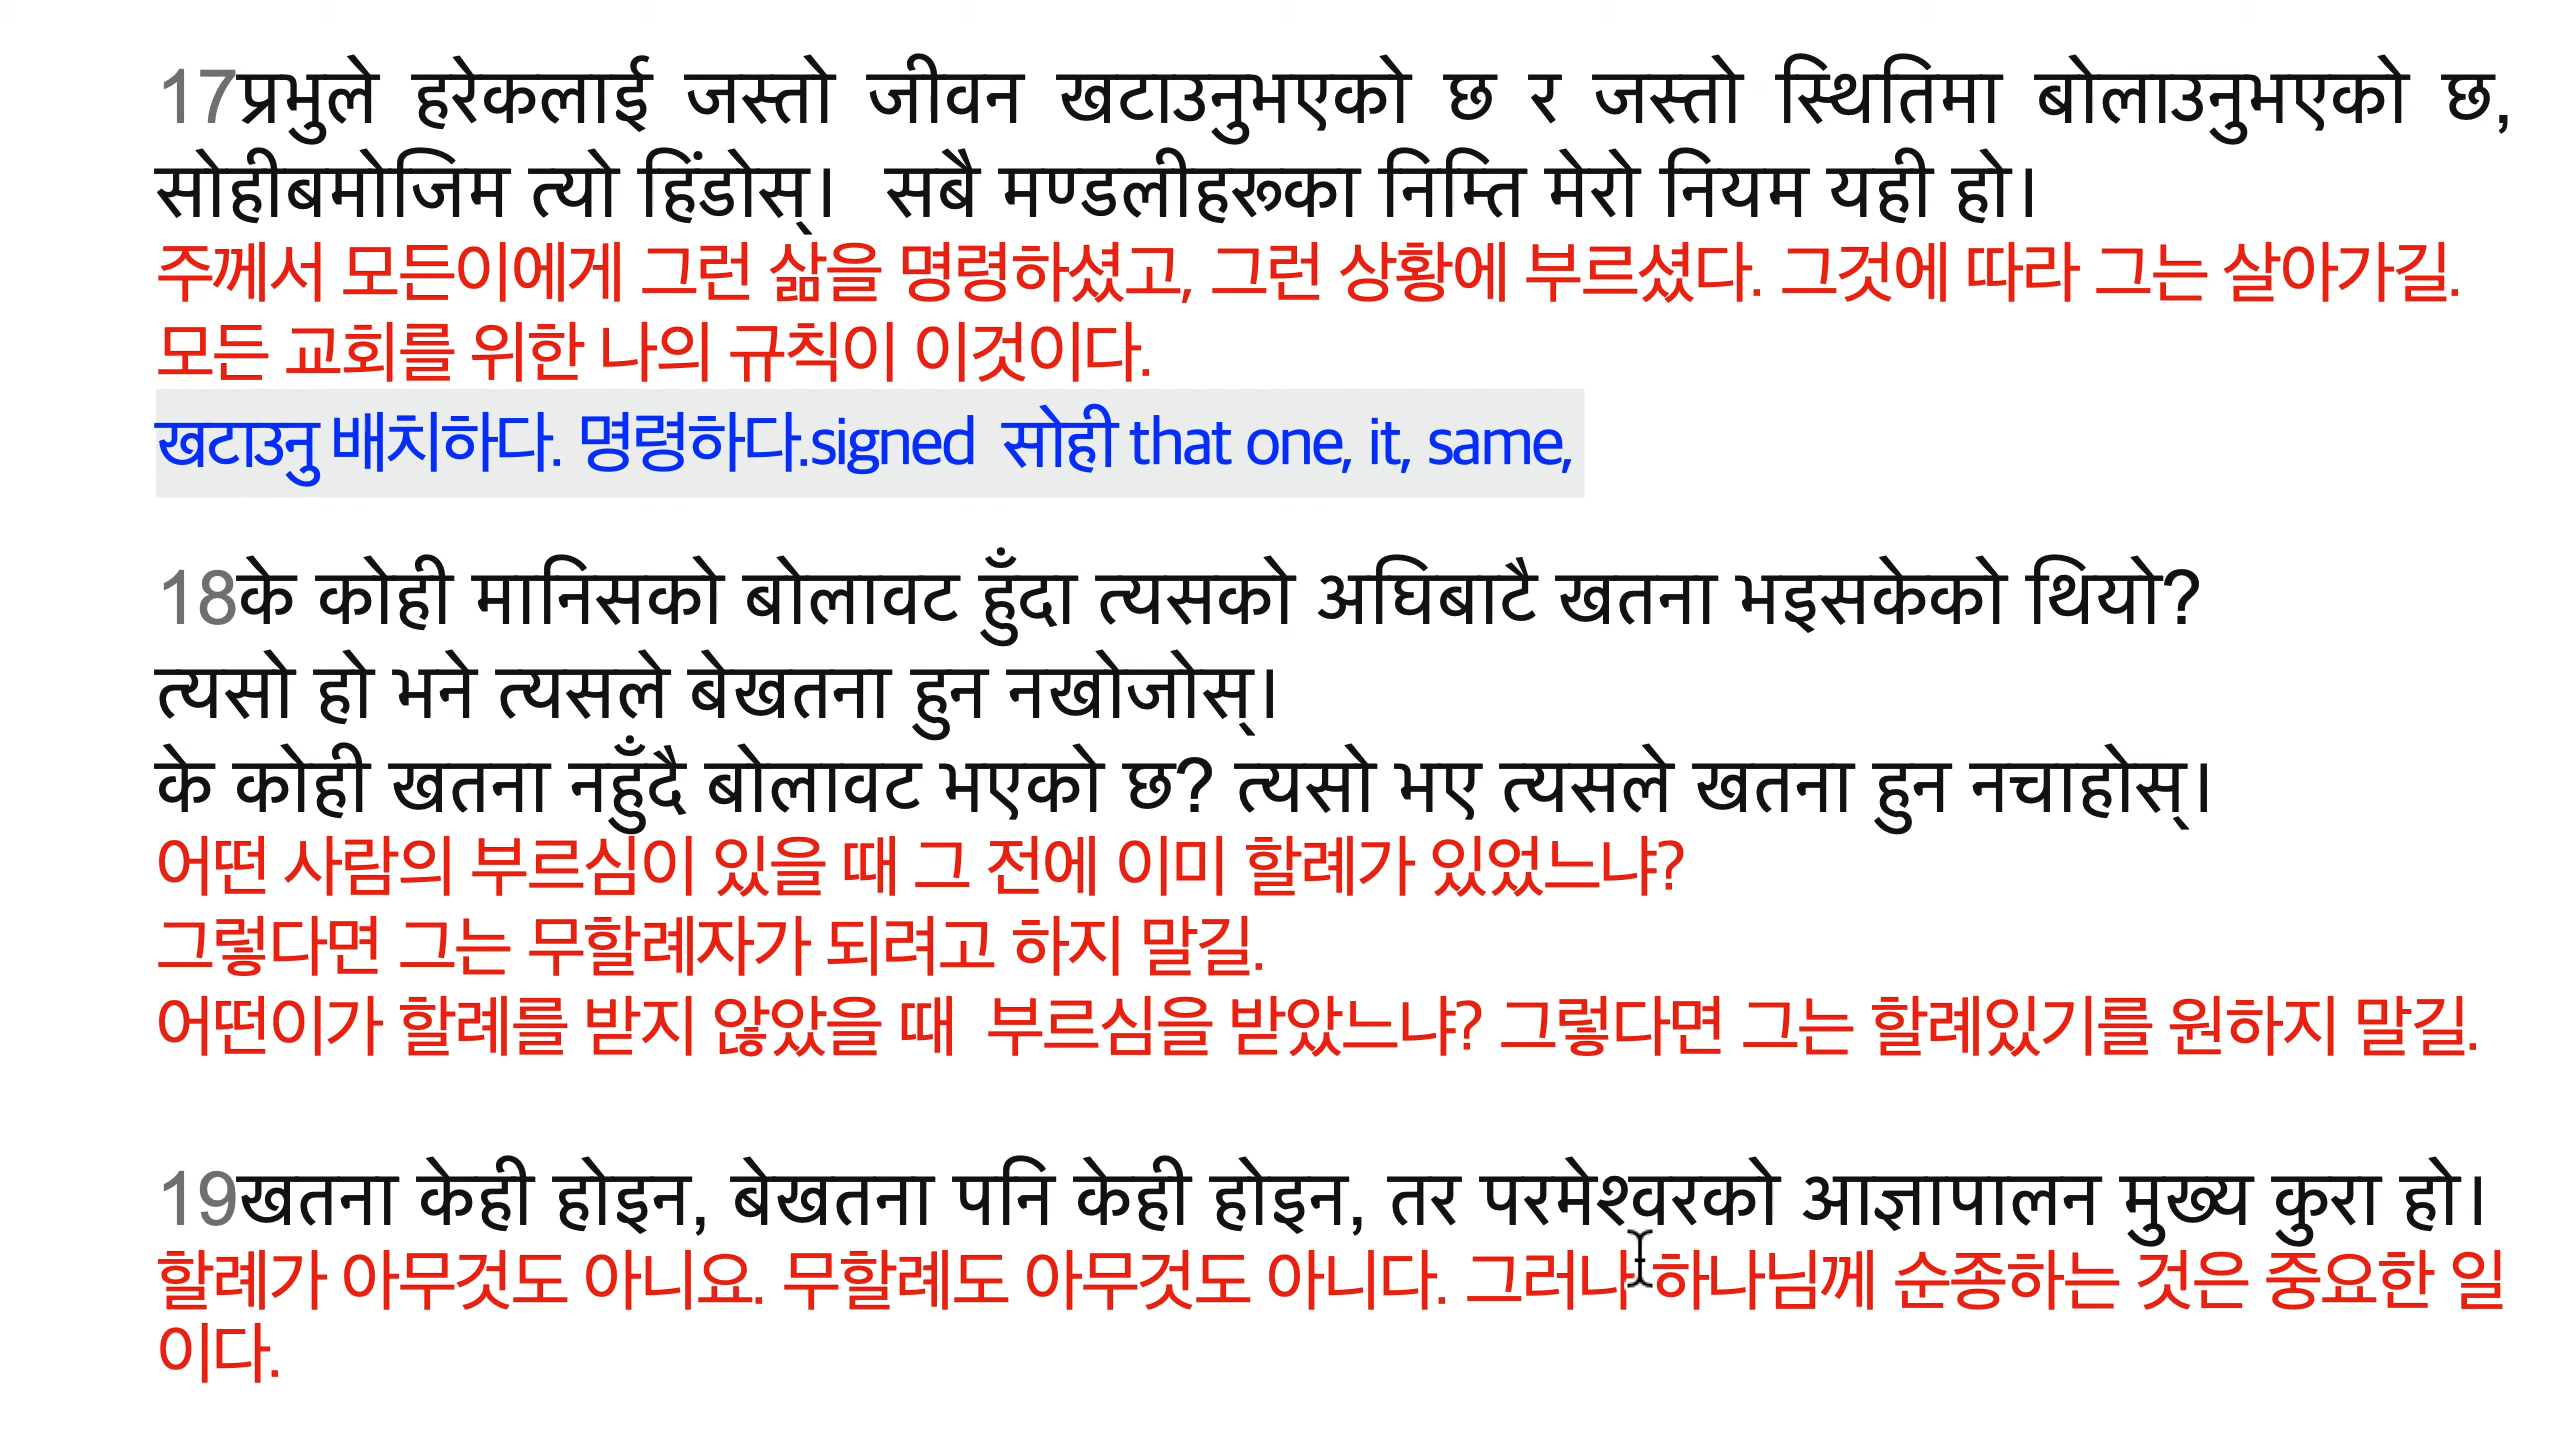 17प्रभुले हरेकलाई जस्तो जीवन खटाउनुभएको छ र जस्तो स्थितिमा बोलाउनुभएको छ,
सोहीबमोजिम त्यो हिंडोस्। सबै मण्डलीहरूका निम्ति मेरो नियम यही हो।
주께서 모든이에게 그런 삶을 명령하셨고, 그런 상황에 부르셨다. 그것에 따라 그는 살아가길.
모든 교회를 위한 나의 규칙이 이것이다.
खटाउनु 배치하다. 명령하다.signed सोही that one, it, same,
18के कोही मानिसको बोलावट हुँदा त्यसको अघिबाटै खतना भइसकेको थियो?
त्यसो हो भने त्यसले बेखतना हुन नखोजोस्।
के कोही खतना नहुँदै बोलावट भएको छ? त्यसो भए त्यसले खतना हुन नचाहोस्।
어떤 사람의 부르심이 있을 때 그 전에 이미 할례가 있었느냐?
그렇다면 그는 무할례자가 되려고 하지 말길.
어떤이가 할례를 받지 않았을 때 부르심을 받았느냐? 그렇다면 그는 할례있기를 원하지 말길.
19खतना केही होइन, बेखतना पनि केही होइन, तर परमेश्वरको आज्ञापालन मुख्य कुरा हो।
할례가 아무것도 아니요. 무할례도 아무것도 아니다. 그러나 하나님께 순종하는 것은 중요한 일
이다.